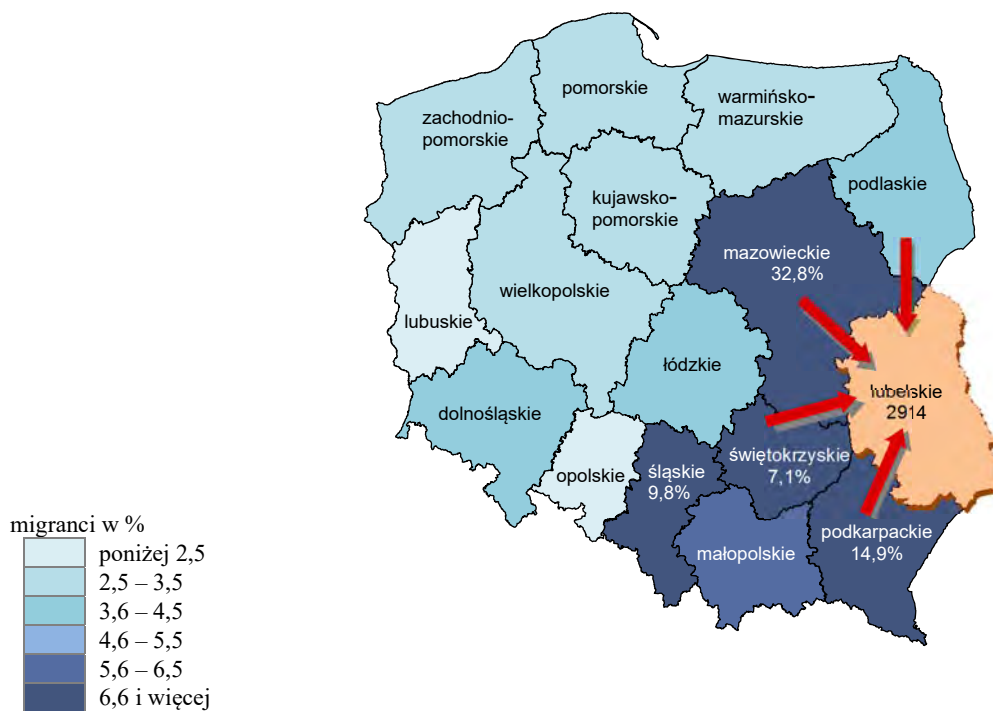 pomorskie
warmińsko-
mazurskie
zachodnio-
pomorskie
podlaskie
kujawsko-
pomorskie
mazowieckie
32,8%
wielkopolskie
lubuskie
łódzkie
lubelskie
2914
dolnośląskie
świętokrzyskie
7,1%
śląskie
9,8%
opolskie
podkarpackie
14,9%
małopolskie
migranci w %
poniżej 2,5
2,5 – 3,5
3,6 – 4,5
4,6 – 5,5
5,6 – 6,5
6,6 i więcej